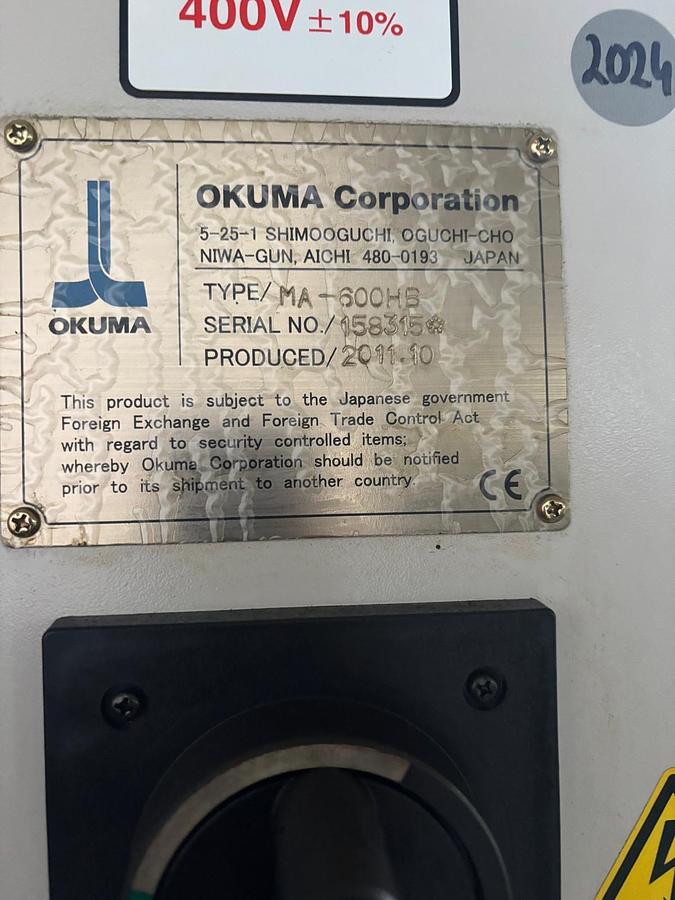 400V ± 10%
2024
OKUMA Corporation
5-25-1 SHIMOOGUCHI, OGUCHI-CHO
NIWA-GUN, AICHI 480-0193 JAPAN
OKUMA
TYPE/ MA-600HB
SERIAL NO./ 158315✿
PRODUCED/ 2011.10
This product is subject to the Japanese government
Foreign Exchange and Foreign Trade Control Act
with regard to security controlled items;
whereby Okuma Corporation should be notified
prior to its shipment to another country.
CE